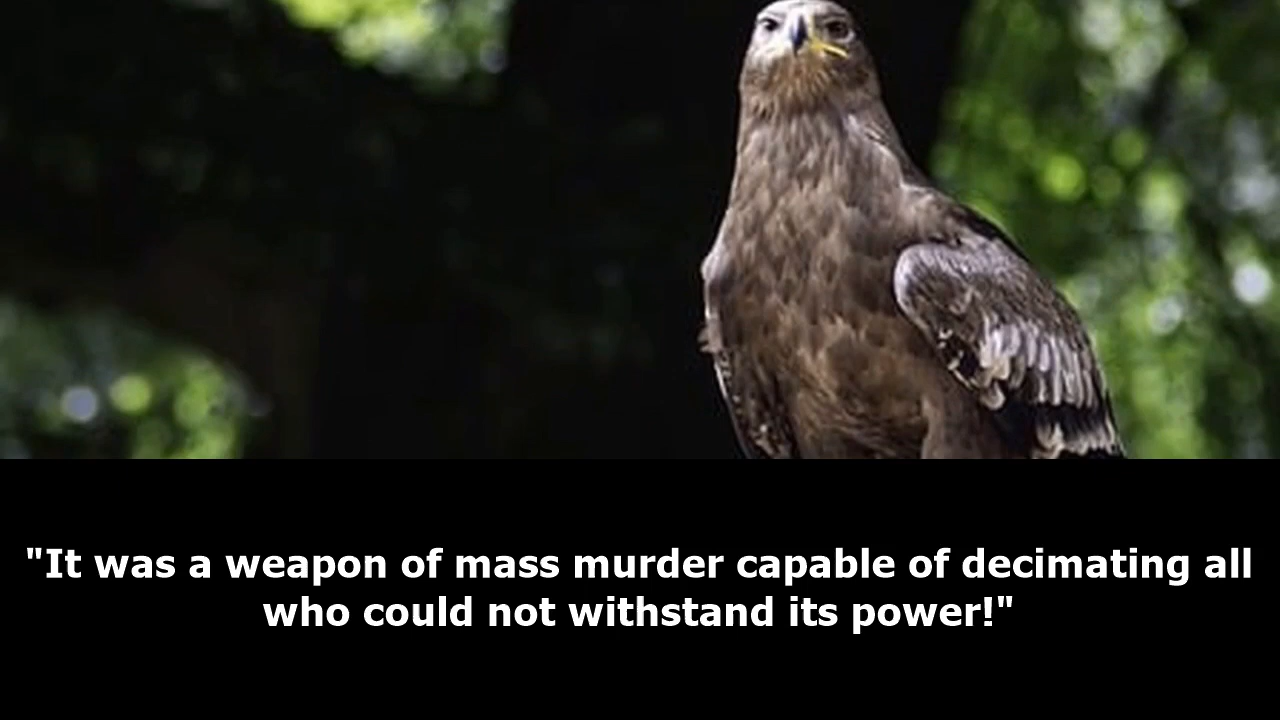 "It was a weapon of mass murder capable of decimating all
who could not withstand its power!"